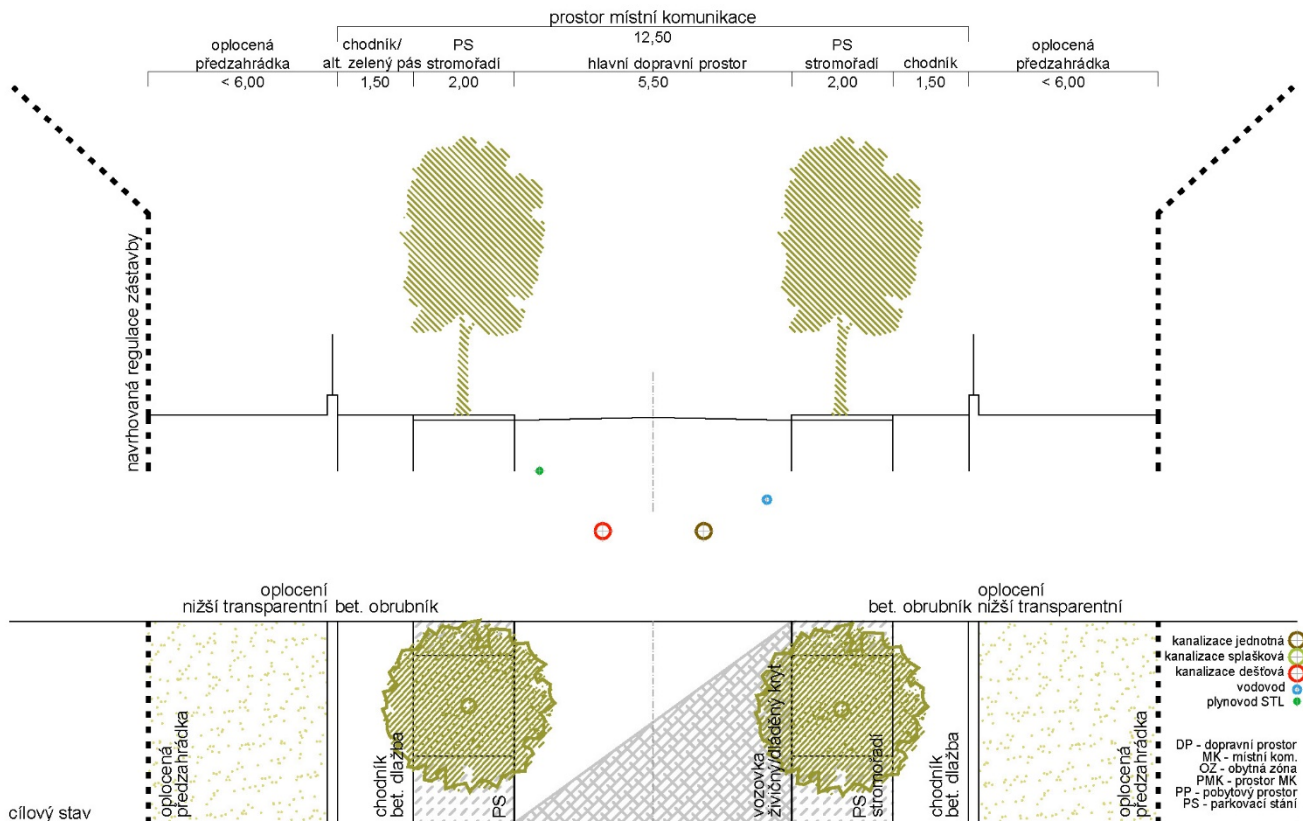 prostor místní komunikace
12,50
oplocená
předzahrádka
< 6,00
chodník/
alt. zelený pás
1,50
PS
stromořadí
2,00
hlavní dopravní prostor
5,50
PS
stromořadí
2,00
chodník
1,50
oplocená
předzahrádka
< 6,00
navrhovaná regulace zástavby
oplocení
nižší transparentní
bet. obrubník
oplocení
bet. obrubník
nižší transparentní
oplocená
předzahrádka
chodník
bet. dlažba
PS
vozovka
živičný/dladěný kryt
PS
stromořadí
chodník
bet. dlažba
oplocená
předzahrádka
kanalizace jednotná
kanalizace splašková
kanalizace dešťová
vodovod
plynovod STL
DP - dopravní prostor
MK - místní kom.
OZ - obytná zóna
PMK - prostor MK
PP - pobytový prostor
PS - parkovací stání
cílový stav